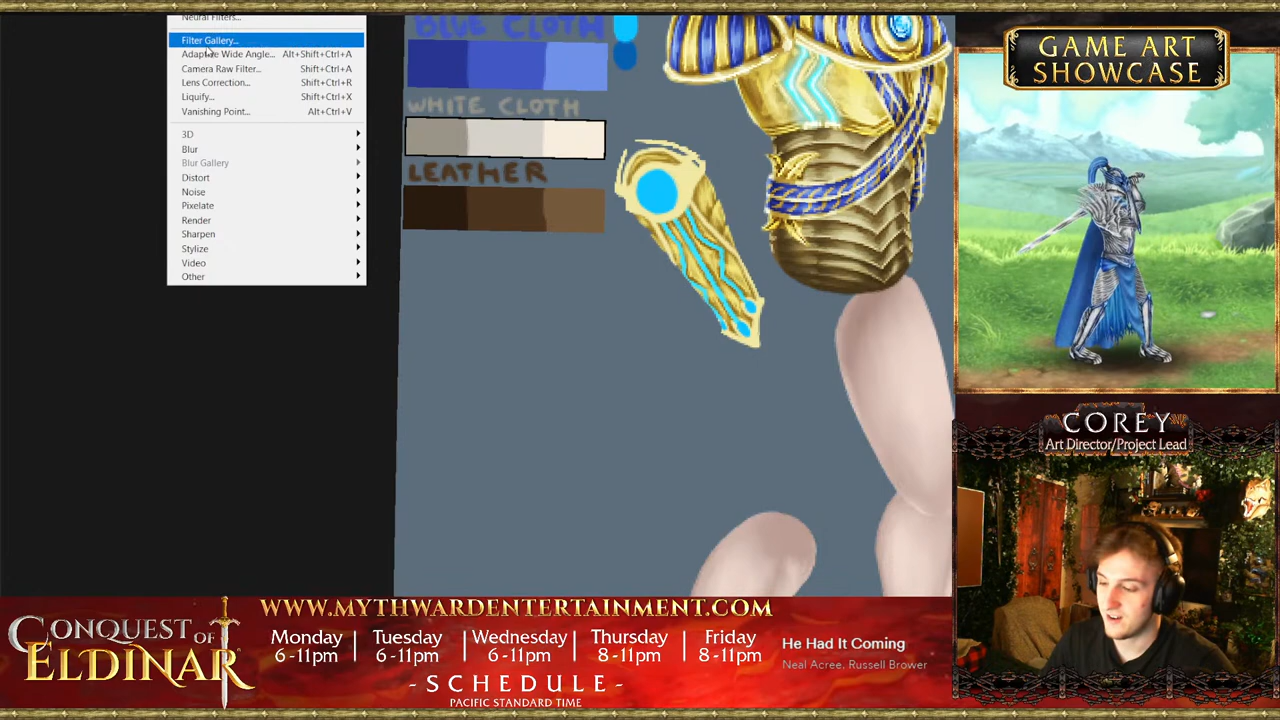 Neural Filters...
Filter Gallery...
Adaptive Wide Angle... Alt+Shift+Ctrl+A
Camera Raw Filter... Shift+Ctrl+A
Lens Correction... Shift+Ctrl+R
Liquify... Shift+Ctrl+X
Vanishing Point... Alt+Ctrl+V
3D
Blur
Blur Gallery
Distort
Noise
Pixelate
Render
Sharpen
Stylize
Video
Other
BLUE CLOTH
WHITE CLOTH
LEATHER
GAME ART
SHOWCASE
COREY
Art Director/Project Lead
CONQUEST OF
ELDINAR
WWW.MYTHWARDENTERTAINMENT.COM
Monday
6 -11pm
Tuesday
6 -11pm
Wednesday
6 -11pm
Thursday
8 -11pm
Friday
8 -11pm
- SCHEDULE -
PACIFIC STANDARD TIME
He Had It Coming
Neal Acree, Russell Brower